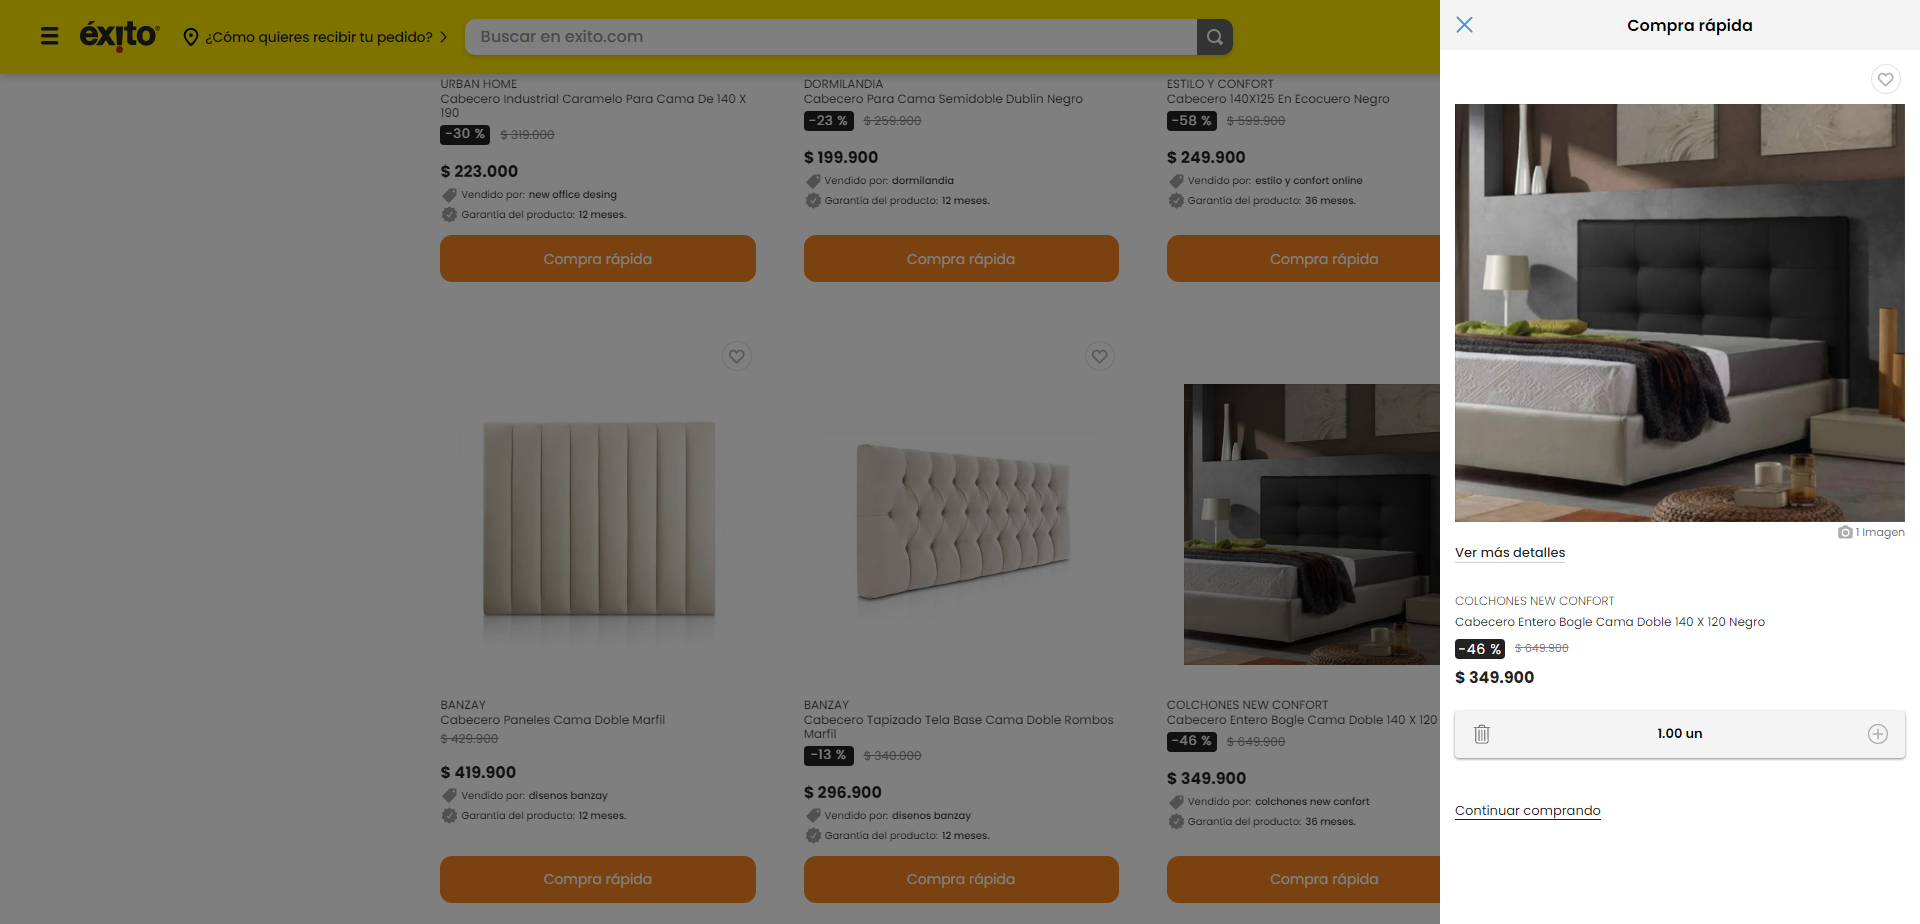 éxito
¿Cómo quieres recibir tu pedido?
Buscar en exito.com
URBAN HOME
Cabecero Industrial Caramelo Para Cama De 140 X
190
-30 % $ 319.000
$ 223.000
Vendido por: new office desing
Garantía del producto: 12 meses.
Compra rápida
DORMILANDIA
Cabecero Para Cama Semidoble Dublin Negro
-23 % $ 259.900
$ 199.900
Vendido por: dormilandia
Garantía del producto: 12 meses.
Compra rápida
ESTILO Y CONFORT
Cabecero 140X125 En Ecocuero Negro
-58 % $ 599.900
$ 249.900
Vendido por: estilo y confort online
Garantía del producto: 36 meses.
Compra rápida
BANZAY
Cabecero Paneles Cama Doble Marfil
$ 429.900
$ 419.900
Vendido por: disenos banzay
Garantía del producto: 12 meses.
Compra rápida
BANZAY
Cabecero Tapizado Tela Base Cama Doble Rombos
Marfil
-13 % $ 340.000
$ 296.900
Vendido por: disenos banzay
Garantía del producto: 12 meses.
Compra rápida
COLCHONES NEW CONFORT
Cabecero Entero Bogle Cama Doble 140 X 120
-46 % $ 649.900
$ 349.900
Vendido por: colchones new confort
Garantía del producto: 36 meses.
Compra rápida
Compra rápida
1 Imagen
Ver más detalles
COLCHONES NEW CONFORT
Cabecero Entero Bogle Cama Doble 140 X 120 Negro
-46 % $ 649.900
$ 349.900
1.00 un
Continuar comprando